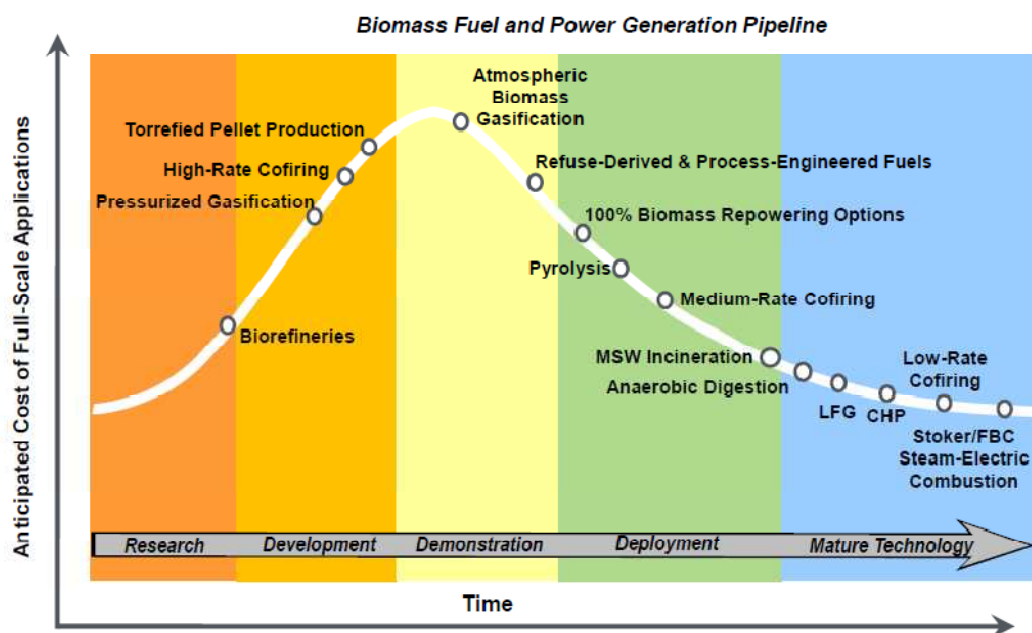 Biomass Fuel and Power Generation Pipeline
Anticipated Cost of Full-Scale Applications
Atmospheric
Biomass
Gasification
Torrefied Pellet Production
High-Rate Cofiring
Pressurized Gasification
Refuse-Derived & Process-Engineered Fuels
100% Biomass Repowering Options
Pyrolysis
Medium-Rate Cofiring
Biorefineries
MSW Incineration
Anaerobic Digestion
LFG
CHP
Low-Rate
Cofiring
Stoker/FBC
Steam-Electric
Combustion
Research
Development
Demonstration
Deployment
Mature Technology
Time